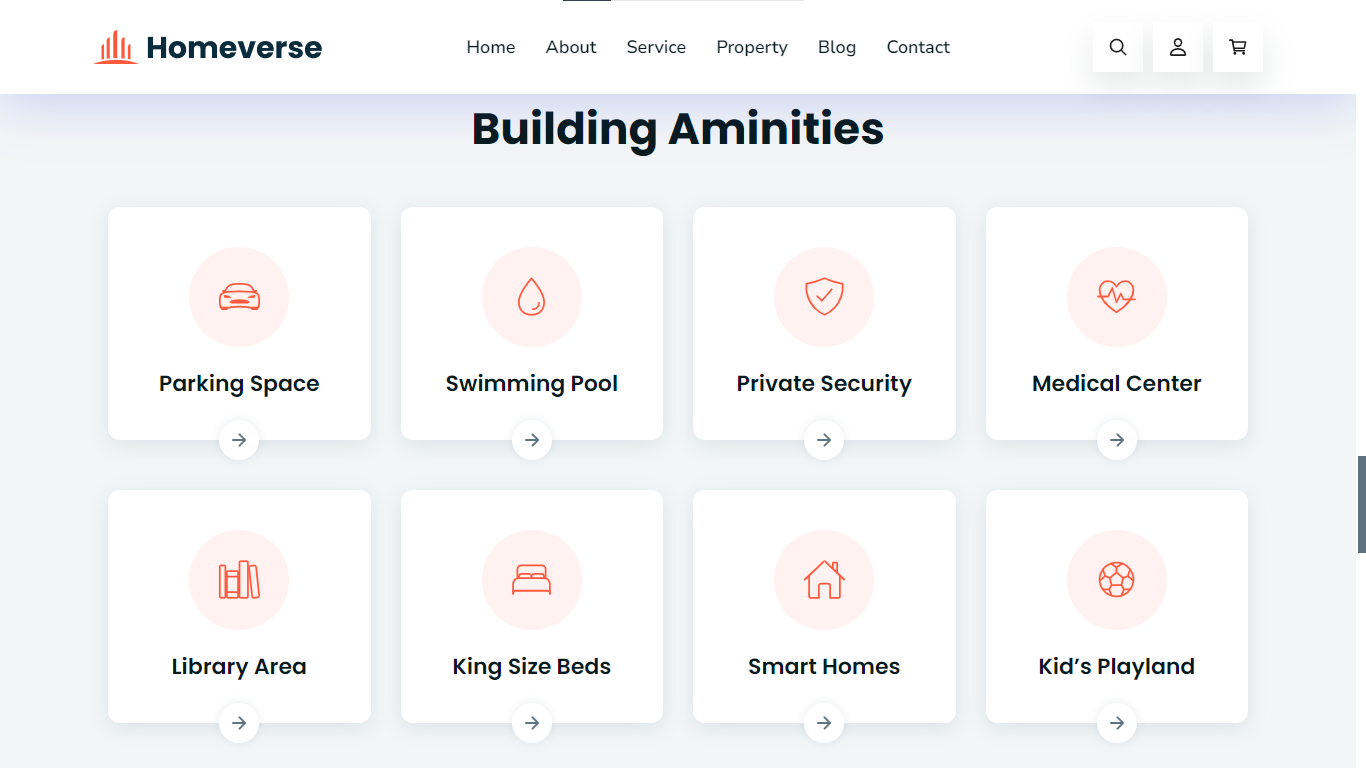 Homeverse
Home About Service Property Blog Contact
Building Aminities
Parking Space
Swimming Pool
Private Security
Medical Center
Library Area
King Size Beds
Smart Homes
Kid’s Playland